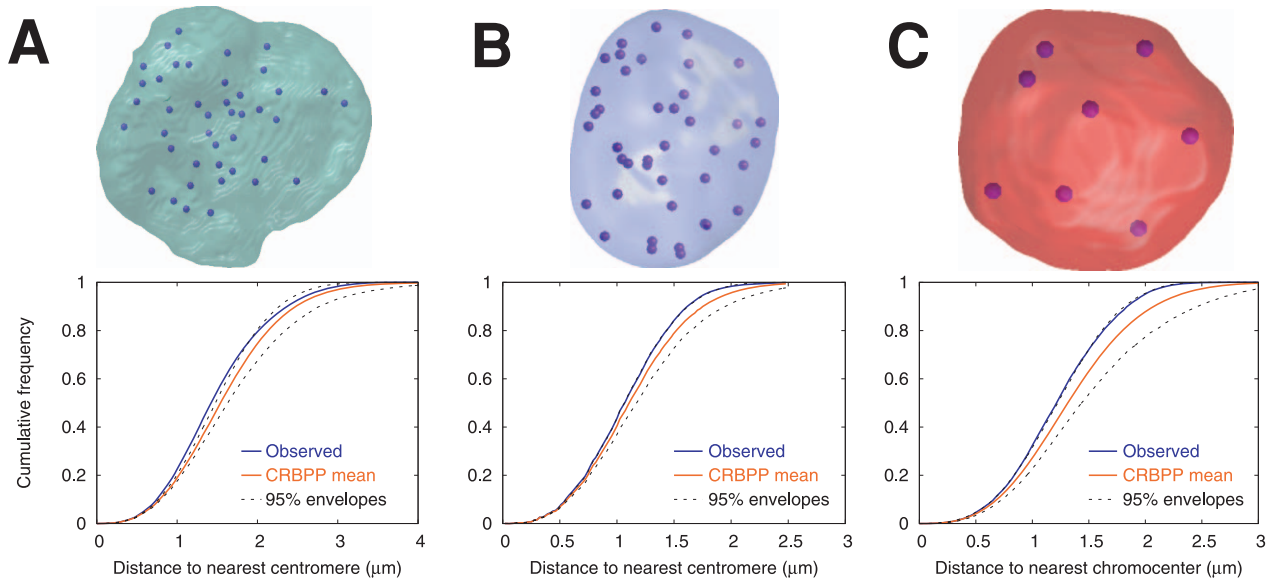 A
B
C
Cumulative frequency
1
0.8
0.6
0.4
0.2
0
Observed
CRBPP mean
95% envelopes
0 1 2 3 4
Distance to nearest centromere (μm)
1
0.8
0.6
0.4
0.2
0
Observed
CRBPP mean
95% envelopes
0 0.5 1 1.5 2 2.5 3
Distance to nearest centromere (μm)
1
0.8
0.6
0.4
0.2
0
Observed
CRBPP mean
95% envelopes
0 0.5 1 1.5 2 2.5 3
Distance to nearest chromocenter (μm)